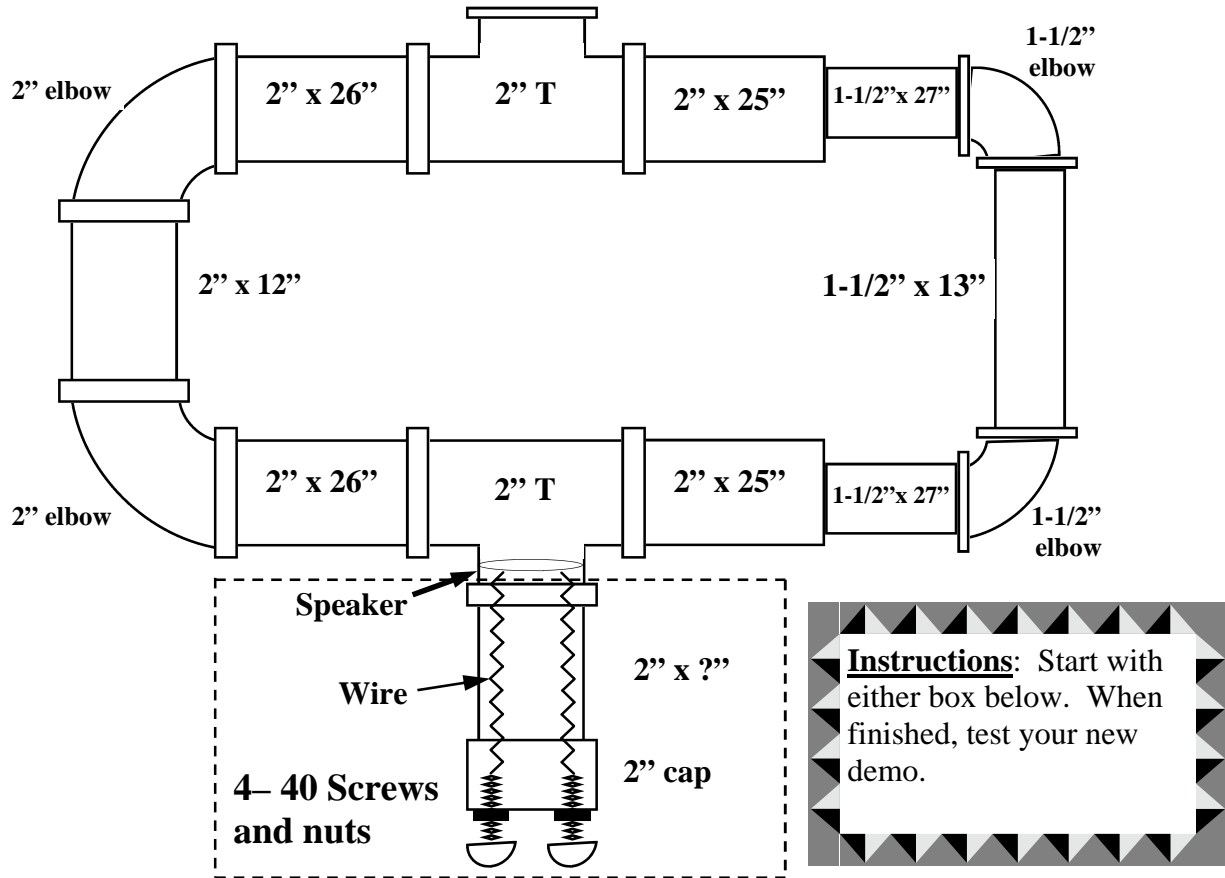 1-1/2”
elbow
2” elbow
2” x 26”
2” T
2” x 25”
1-1/2”x 27”
2” x 12”
1-1/2” x 13”
2” x 26”
2” T
2” x 25”
1-1/2”x 27”
2” elbow
1-1/2”
elbow
Speaker
2” x ?”
Wire
2” cap
4– 40 Screws
and nuts
Instructions: Start with
either box below. When
finished, test your new
demo.